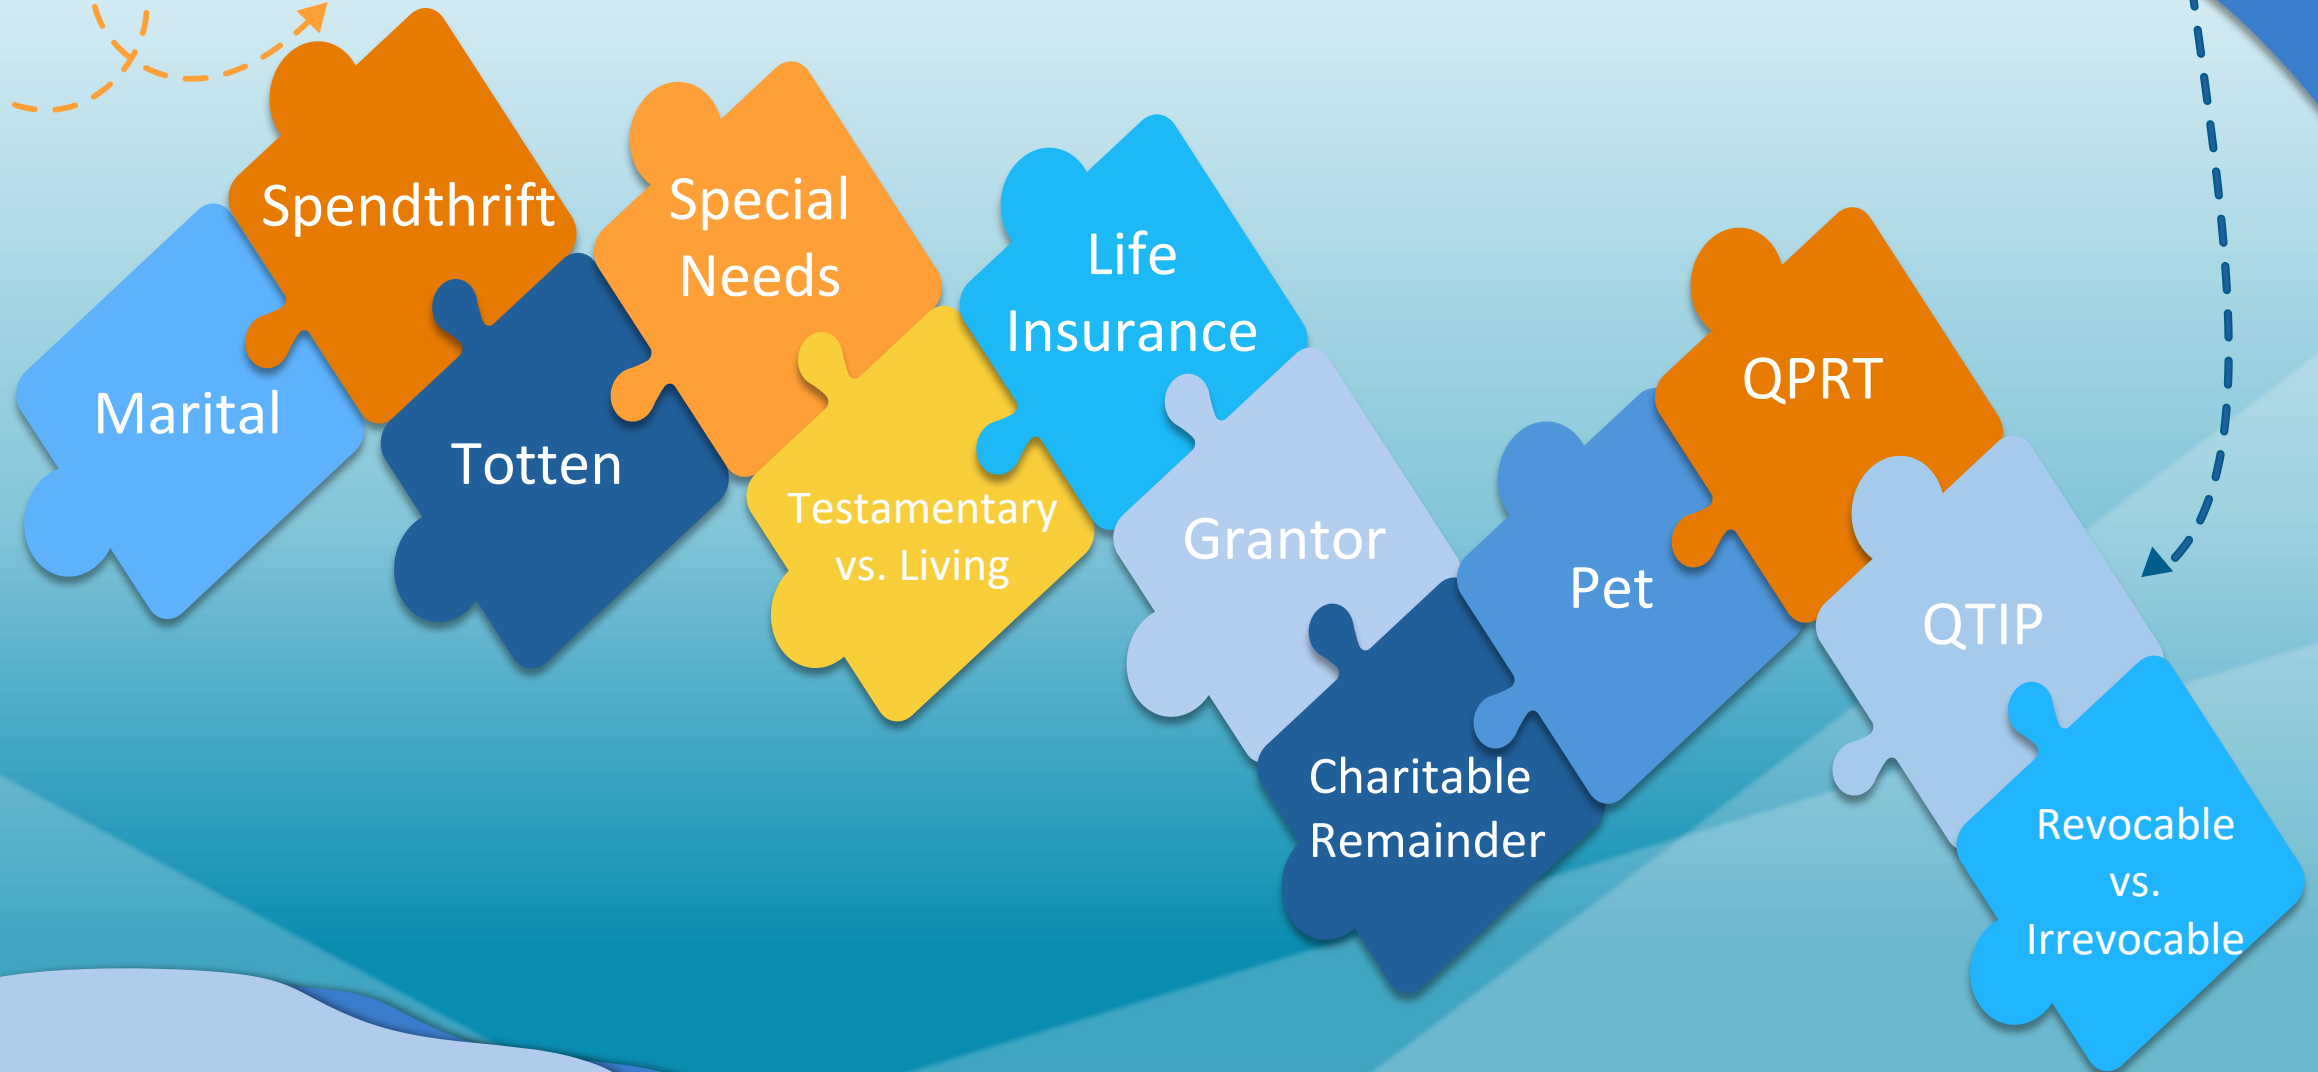 Spendthrift
Special
Needs
Life
Insurance
Marital
Totten
Testamentary
vs. Living
Grantor
QPRT
Pet
QTIP
Charitable
Remainder
Revocable
vs.
Irrevocable